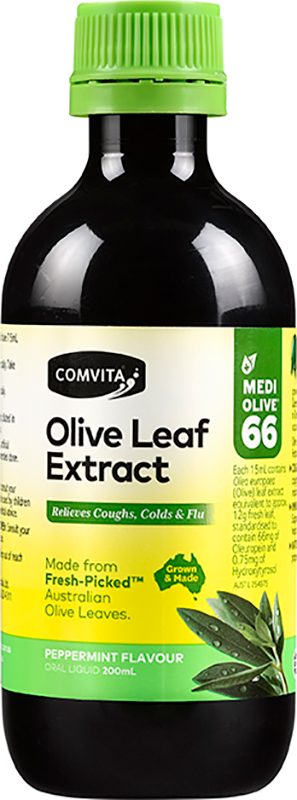 COMVITA
Olive Leaf
Extract
Relieves Coughs, Colds & Flu
Made from
Fresh-Picked™
Australian
Olive Leaves.
Grown
& Made
PEPPERMINT FLAVOUR
ORAL LIQUID 200mL
MEDI
OLIVE
66
Each 15mL contains
Olea europaea
(Olive) leaf extract
equivalent to approx
12g fresh leaf,
standardised to
contain 66mg of
Oleuropein and
0.75mg of
Hydroxytyrosol